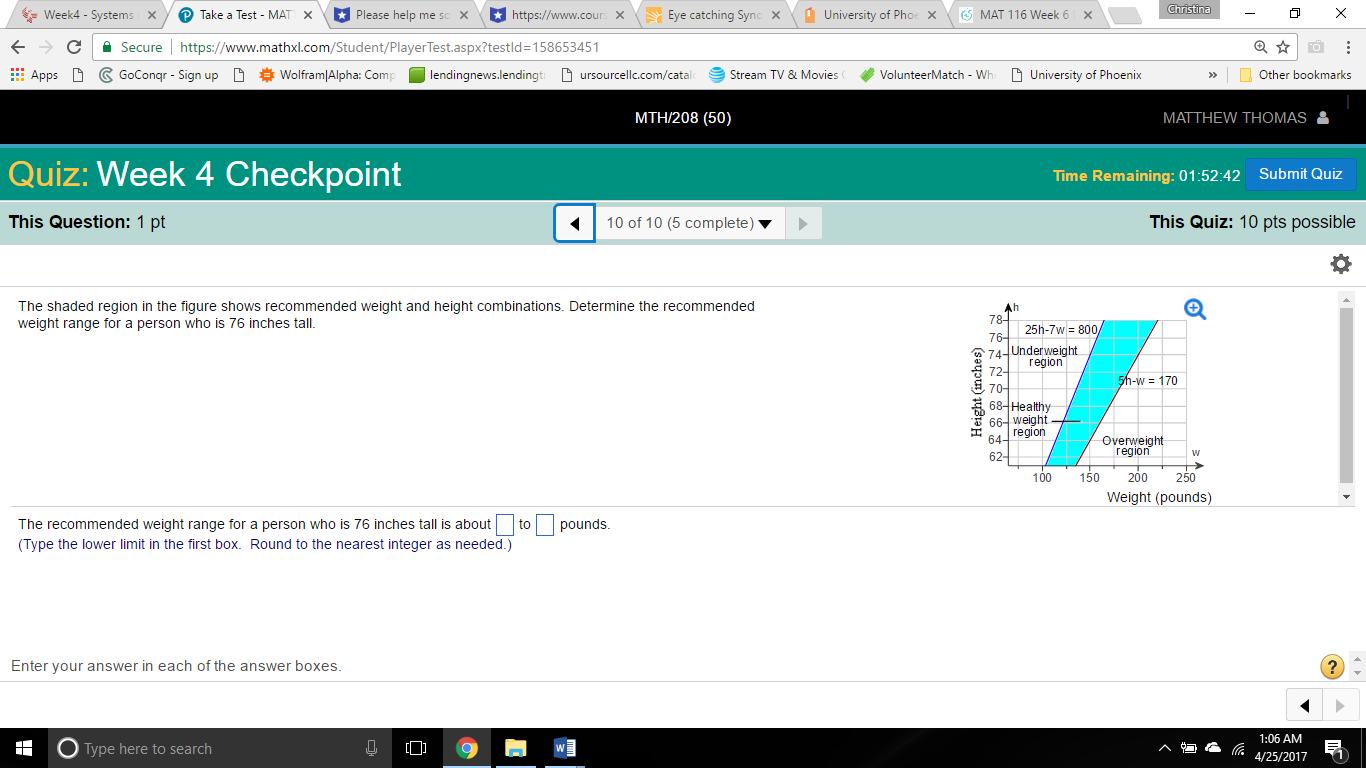 Week4 - Systems
Take a Test - MAT
Please help me so
https://www.cours
Eye catching Syno
University of Phoe
MAT 116 Week 6
Christina
Secure
https://www.mathxl.com/Student/PlayerTest.aspx?testId=158653451
Apps
GoConqr - Sign up
Wolfram|Alpha: Comp
lendingnews.lendingt
ursourcellc.com/catal
Stream TV & Movies
VolunteerMatch - Wh
University of Phoenix
»
Other bookmarks
MTH/208 (50)
MATTHEW THOMAS
Quiz: Week 4 Checkpoint
Time Remaining: 01:52:42
Submit Quiz
This Question: 1 pt
10 of 10 (5 complete)
This Quiz: 10 pts possible
The shaded region in the figure shows recommended weight and height combinations. Determine the recommended
weight range for a person who is 76 inches tall.
h
78
76
74
72
70
68
66
64
62
Height (inches)
25h-7w = 800
Underweight
region
5h-w = 170
Healthy
weight
region
Overweight
region
w
100 150 200 250
Weight (pounds)
The recommended weight range for a person who is 76 inches tall is about to pounds.
(Type the lower limit in the first box. Round to the nearest integer as needed.)
Enter your answer in each of the answer boxes.
?
Type here to search
1:06 AM
4/25/2017
1